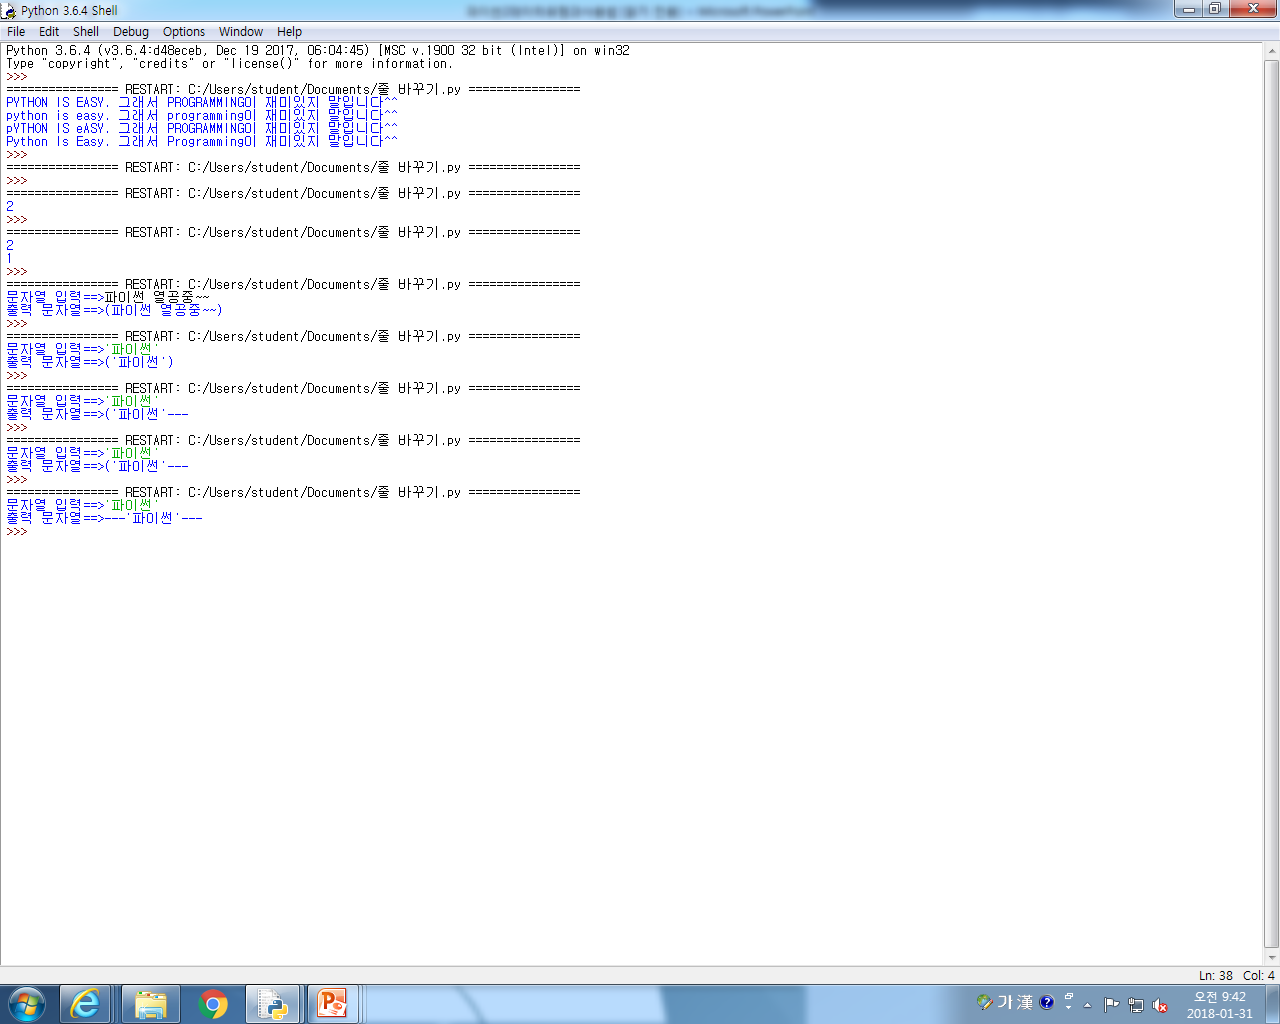 Python 3.6.4 Shell
File Edit Shell Debug Options Window Help
Python 3.6.4 (v3.6.4:d48eceb, Dec 19 2017, 06:04:45) [MSC v.1900 32 bit (Intel)] on win32
Type "copyright", "credits" or "license()" for more information.
>>>
================ RESTART: C:/Users/student/Documents/줄 바꾸기.py ================
PYTHON IS EASY. 그래서 PROGRAMMING이 재미있지 말입니다^^
python is easy. 그래서 programming이 재미있지 말입니다^^
pYTHON IS eASY. 그래서 PROGRAMMING이 재미있지 말입니다^^
Python Is Easy. 그래서 Programming이 재미있지 말입니다^^
>>>
================ RESTART: C:/Users/student/Documents/줄 바꾸기.py ================
>>>
================ RESTART: C:/Users/student/Documents/줄 바꾸기.py ================
2
>>>
================ RESTART: C:/Users/student/Documents/줄 바꾸기.py ================
2
1
>>>
================ RESTART: C:/Users/student/Documents/줄 바꾸기.py ================
문자열 입력==>파이썬 열공중~~
출력 문자열==>(파이썬 열공중~~)
>>>
================ RESTART: C:/Users/student/Documents/줄 바꾸기.py ================
문자열 입력==>'파이썬'
출력 문자열==>('파이썬')
>>>
================ RESTART: C:/Users/student/Documents/줄 바꾸기.py ================
문자열 입력==>'파이썬'
출력 문자열==>('파이썬'---
>>>
================ RESTART: C:/Users/student/Documents/줄 바꾸기.py ================
문자열 입력==>'파이썬'
출력 문자열==>('파이썬'---
>>>
================ RESTART: C:/Users/student/Documents/줄 바꾸기.py ================
문자열 입력==>'파이썬'
출력 문자열==>---'파이썬'---
>>>
Ln: 38 Col: 4
가 漢
오전 9:42
2018-01-31